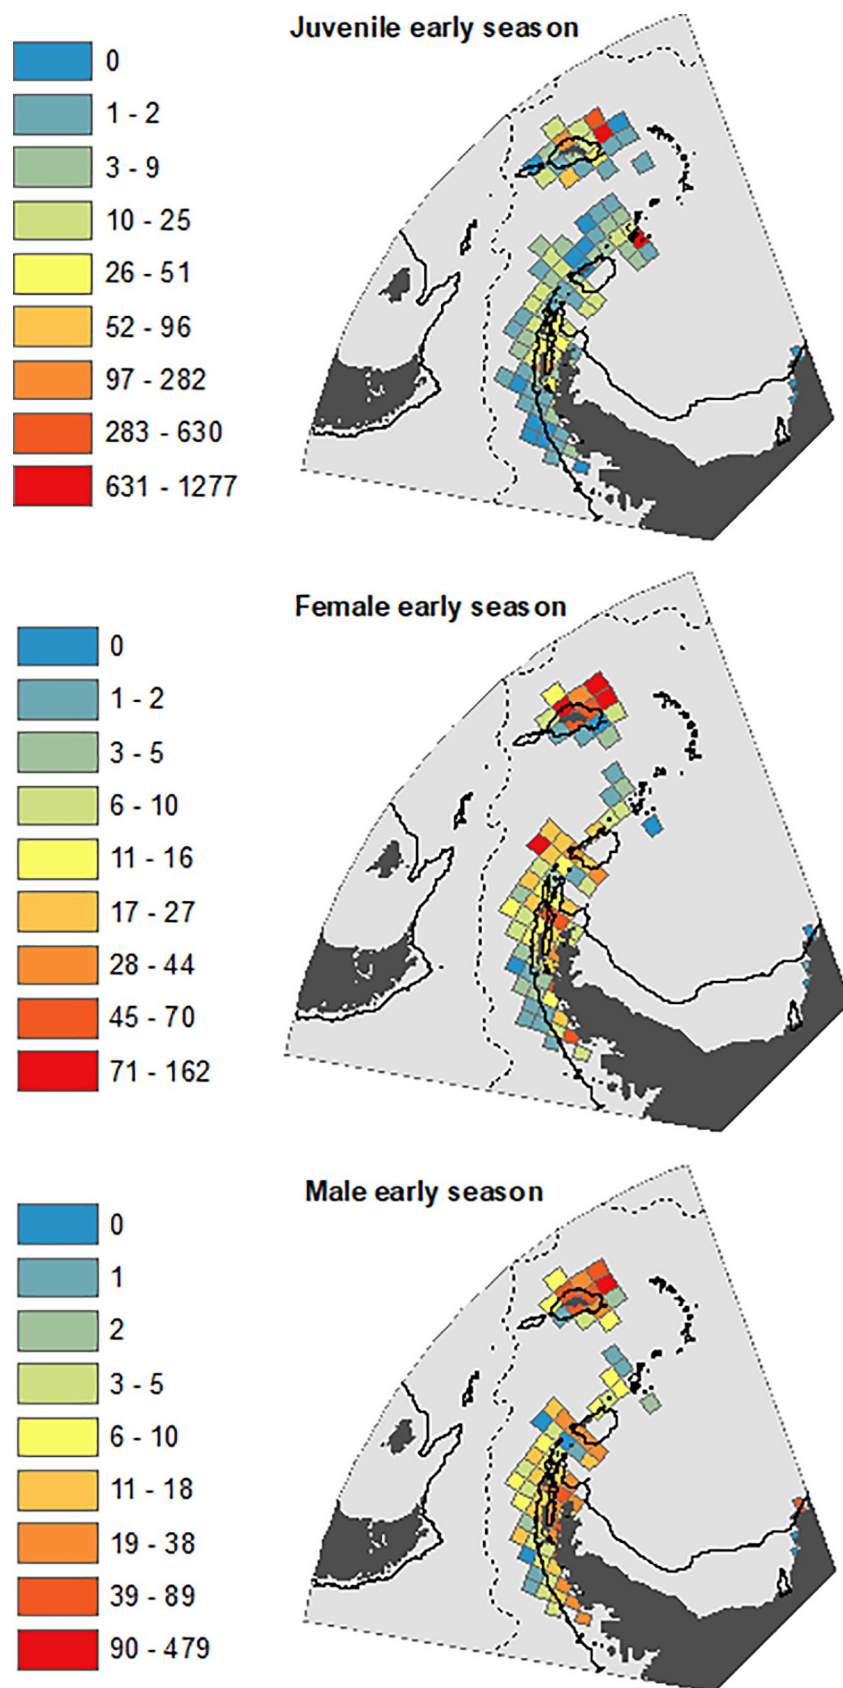 Juvenile early season
0
1 - 2
3 - 9
10 - 25
26 - 51
52 - 96
97 - 282
283 - 630
631 - 1277
Female early season
0
1 - 2
3 - 5
6 - 10
11 - 16
17 - 27
28 - 44
45 - 70
71 - 162
Male early season
0
1
2
3 - 5
6 - 10
11 - 18
19 - 38
39 - 89
90 - 479